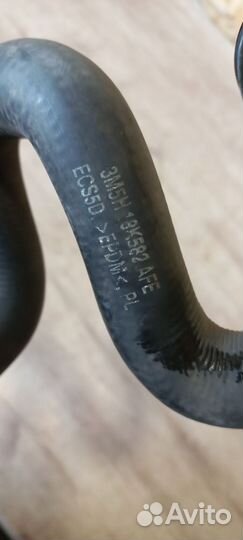 3M5H 18K582 AFE
ECS5D, >EPDM<, PL
Avito